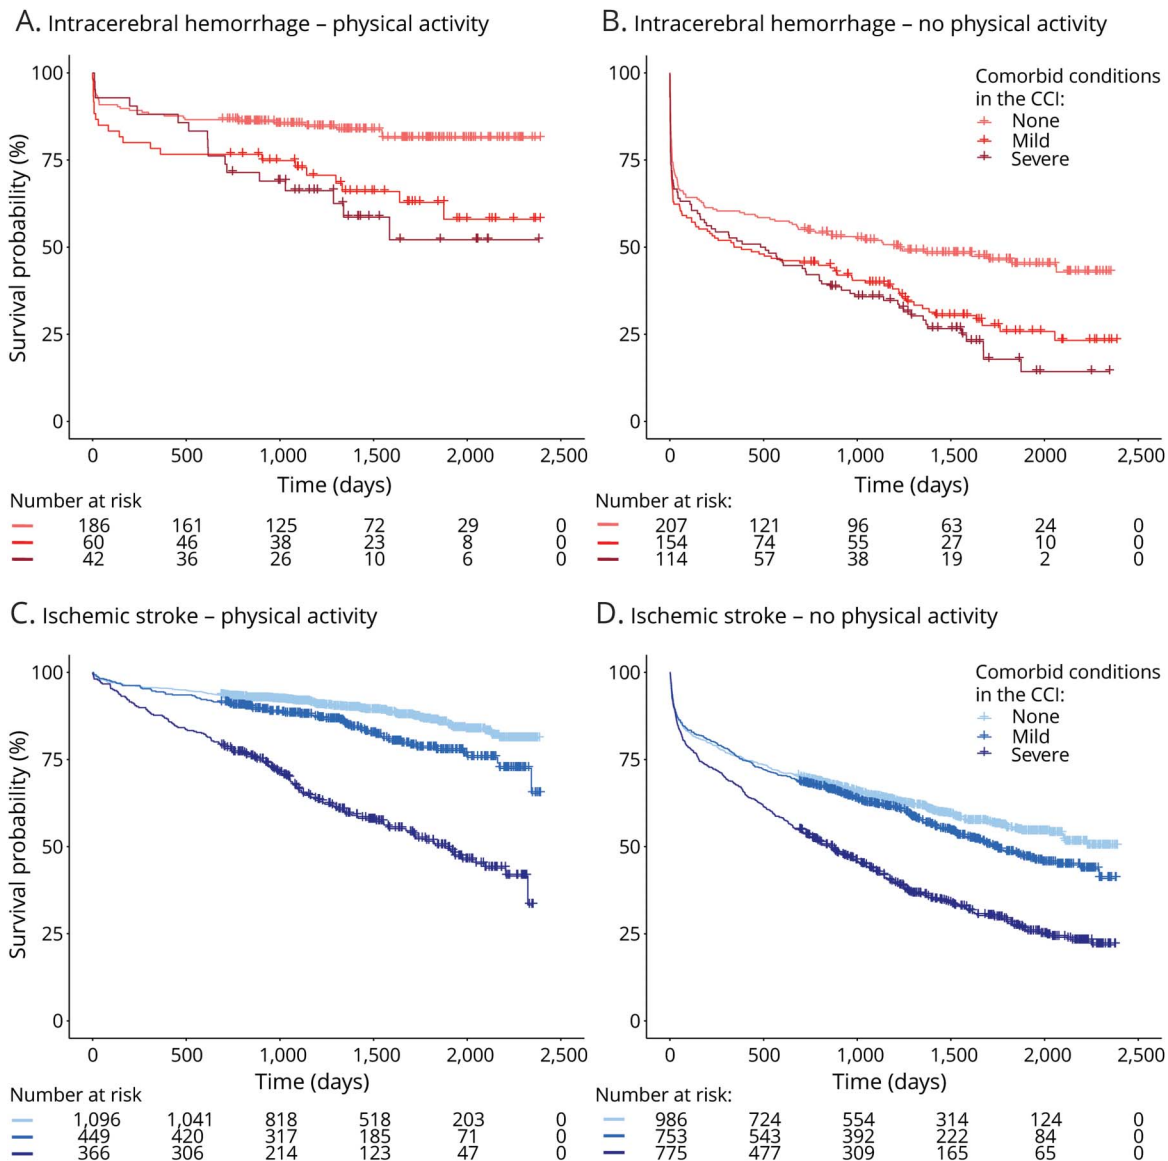 A. Intracerebral hemorrhage – physical activity
Survival probability (%)
100
75
50
25
0
0 500 1,000 1,500 2,000 2,500
Time (days)
Number at risk
186 161 125 72 29 0
60 46 38 23 8 0
42 36 26 10 6 0
B. Intracerebral hemorrhage – no physical activity
Comorbid conditions
in the CCI:
None
Mild
Severe
100
75
50
25
0
0 500 1,000 1,500 2,000 2,500
Time (days)
Number at risk:
207 121 96 63 24 0
154 74 55 27 10 0
114 57 38 19 2 0
C. Ischemic stroke – physical activity
Survival probability (%)
100
75
50
25
0
0 500 1,000 1,500 2,000 2,500
Time (days)
Number at risk
1,096 1,041 818 518 203 0
449 420 317 185 71 0
366 306 214 123 47 0
D. Ischemic stroke – no physical activity
Comorbid conditions
in the CCI:
None
Mild
Severe
100
75
50
25
0
0 500 1,000 1,500 2,000 2,500
Time (days)
Number at risk:
986 724 554 314 124 0
753 543 392 222 84 0
775 477 309 165 65 0